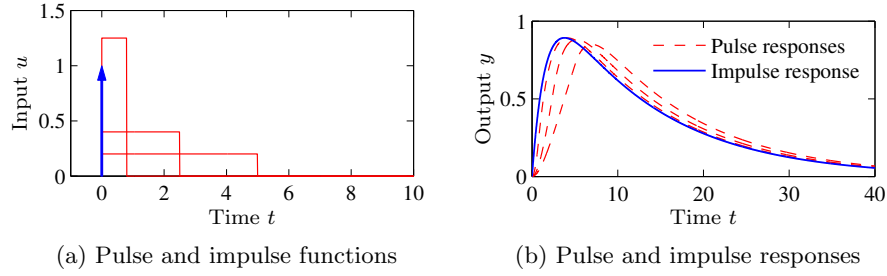 1.5
1
0.5
0
Input u
0
2
4
6
8
10
Time t
(a) Pulse and impulse functions
1
0.5
0
Output y
Pulse responses
Impulse response
0
10
20
30
40
Time t
(b) Pulse and impulse responses